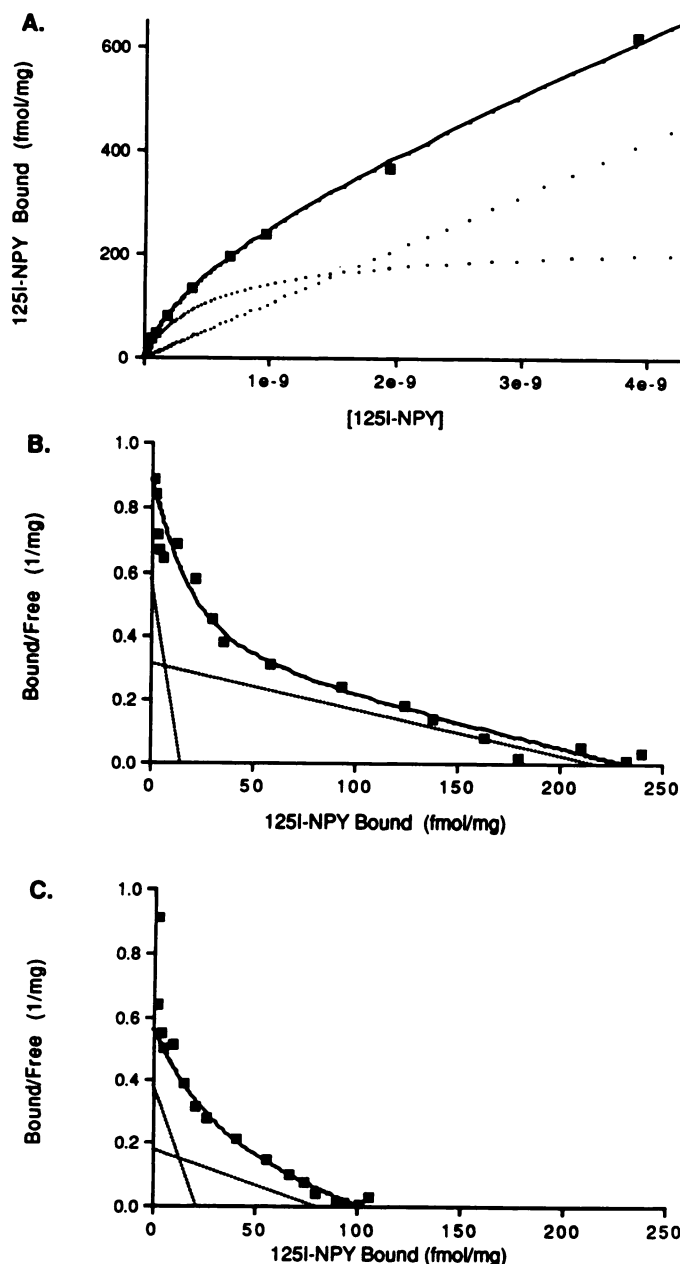 A.
125I-NPY Bound (fmol/mg)
600
400
200
0
1e-9
2e-9
3e-9
4e-9
[125I-NPY]
B.
Bound/Free (1/mg)
1.0
0.8
0.6
0.4
0.2
0.0
0
50
100
150
200
250
125I-NPY Bound (fmol/mg)
C.
Bound/Free (1/mg)
1.0
0.8
0.6
0.4
0.2
0.0
0
50
100
150
200
250
125I-NPY Bound (fmol/mg)